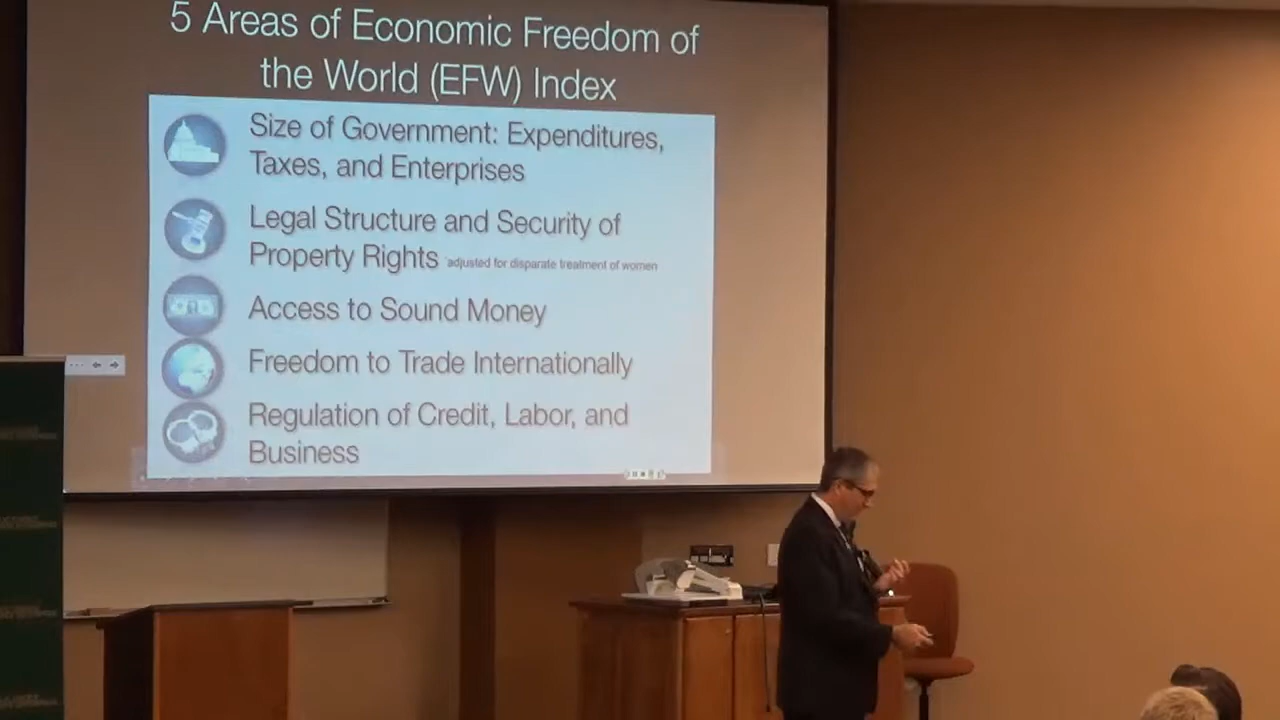 5 Areas of Economic Freedom of
the World (EFW) Index
Size of Government: Expenditures,
Taxes, and Enterprises
Legal Structure and Security of
Property Rights adjusted for disparate treatment of women
Access to Sound Money
Freedom to Trade Internationally
Regulation of Credit, Labor, and
Business